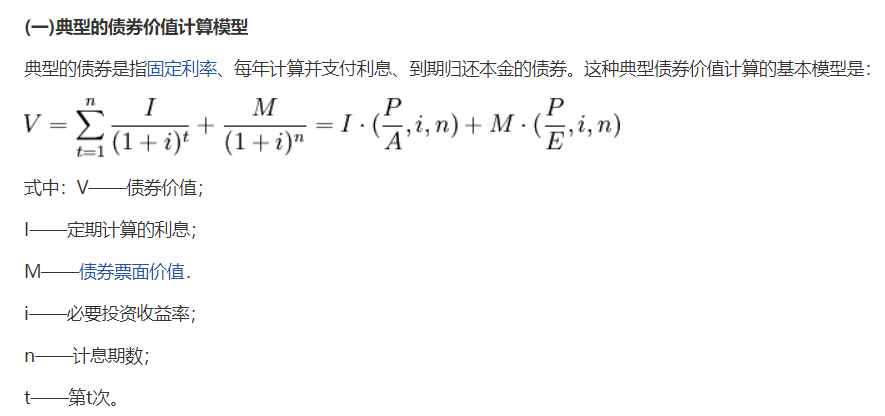 (一)典型的债券价值计算模型
典型的债券是指固定利率、每年计算并支付利息、到期归还本金的债券。这种典型债券价值计算的基本模型是：
V = \sum_{t=1}^{n} \frac{I}{(1+i)^t} + \frac{M}{(1+i)^n} = I \cdot (\frac{P}{A}, i, n) + M \cdot (\frac{P}{E}, i, n)
式中：V——债券价值；
I——定期计算的利息；
M——债券票面价值.
i——必要投资收益率；
n——计息期数；
t——第t次。